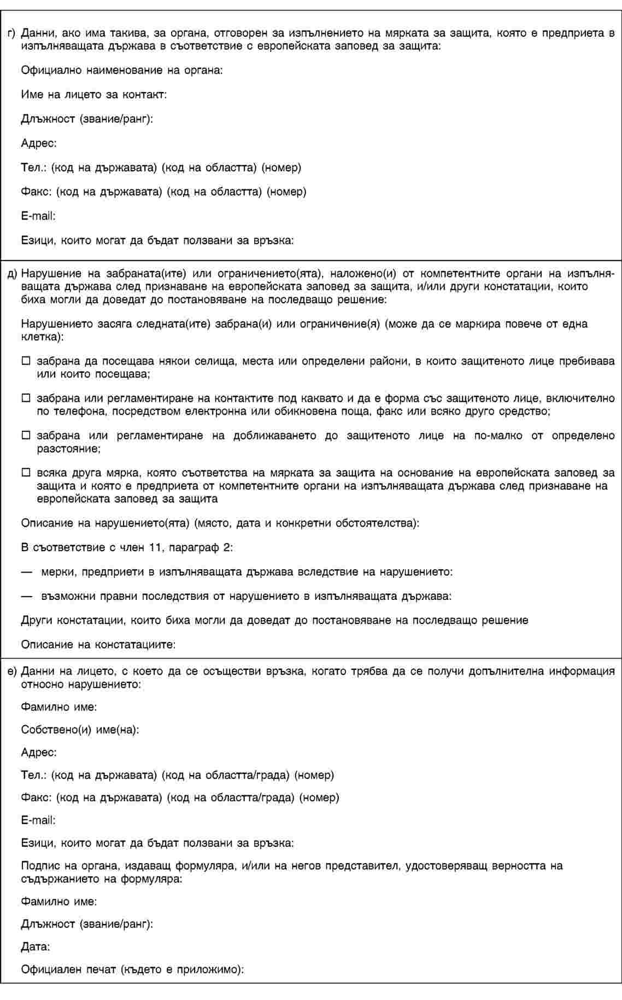 г) Данни, ако има такива, за органа, отговорен за изпълнението на мярката за защита, която е предприета в
изпълняващата държава в съответствие с европейската заповед за защита:
Официално наименование на органа:
Име на лицето за контакт:
Длъжност (звание/ранг):
Адрес:
Тел.: (код на държавата) (код на областта) (номер)
Факс: (код на държавата) (код на областта) (номер)
E-mail:
Езици, които могат да бъдат ползвани за връзка:
д) Нарушение на забраната(ите) или ограничението(ята), наложено(и) от компетентните органи на изпълня-
ващата държава след признаване на европейската заповед за защита, и/или други констатации, които
биха могли да доведат до постановяване на последващо решение:
Нарушението засяга следната(ите) забрана(и) или ограничение(я) (може да се маркира повече от една
клетка):
☐ забрана да посещава някои селища, места или определени райони, в които защитеното лице пребивава
или които посещава;
☐ забрана или регламентиране на контактите под каквато и да е форма със защитеното лице, включително
по телефона, посредством електронна или обикновена поща, факс или всяко друго средство;
☐ забрана или регламентиране на доближаването до защитеното лице на по-малко от определено
разстояние;
☐ всяка друга мярка, която съответства на мярката за защита на основание на европейската заповед за
защита и която е предприета от компетентните органи на изпълняващата държава след признаване на
европейската заповед за защита
Описание на нарушението(ята) (място, дата и конкретни обстоятелства):
В съответствие с член 11, параграф 2:
— мерки, предприети в изпълняващата държава вследствие на нарушението:
— възможни правни последствия от нарушението в изпълняващата държава:
Други констатации, които биха могли да доведат до постановяване на последващо решение
Описание на констатациите:
е) Данни на лицето, с което да се осъществи връзка, когато трябва да се получи допълнителна информация
относно нарушението:
Фамилно име:
Собствено(и) име(на):
Адрес:
Тел.: (код на държавата) (код на областта/града) (номер)
Факс: (код на държавата) (код на областта/града) (номер)
E-mail:
Езици, които могат да бъдат ползвани за връзка:
Подпис на органа, издаващ формуляра, и/или на негов представител, удостоверяващ верността на
съдържанието на формуляра:
Фамилно име:
Длъжност (звание/ранг):
Дата:
Официален печат (където е приложимо):